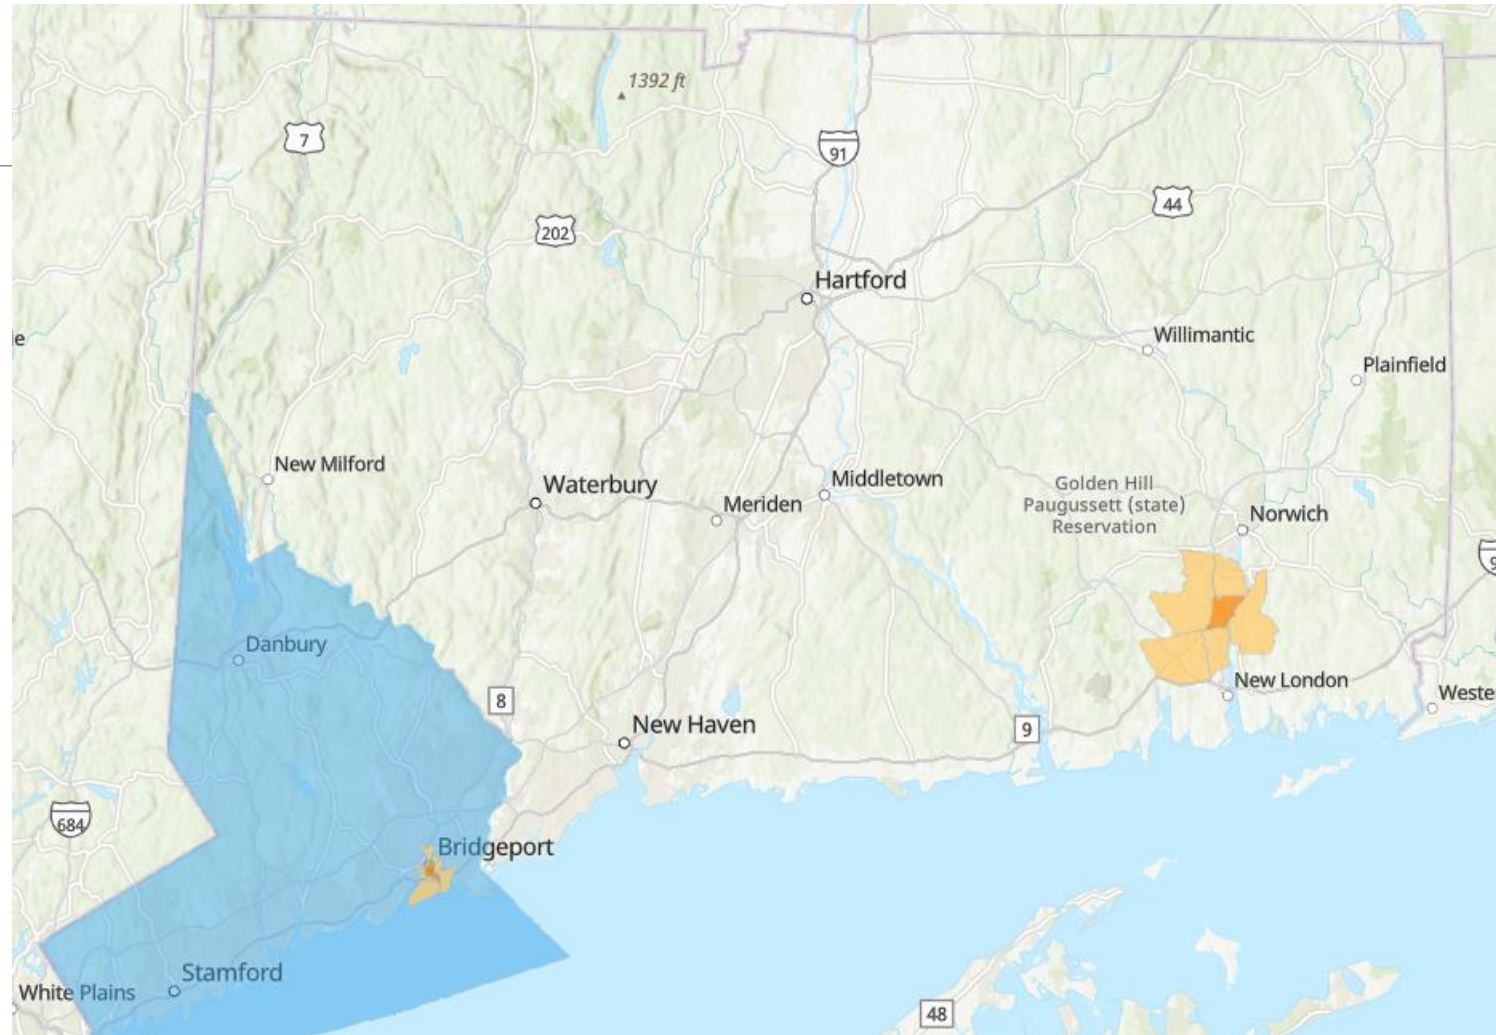 1392 ft
7
91
44
202
Hartford
Willimantic
Plainfield
New Milford
Waterbury
Meriden
Middletown
Golden Hill
Paugussett (state)
Reservation
Norwich
Danbury
8
New London
Weste
New Haven
9
684
Bridgeport
Stamford
White Plains
48